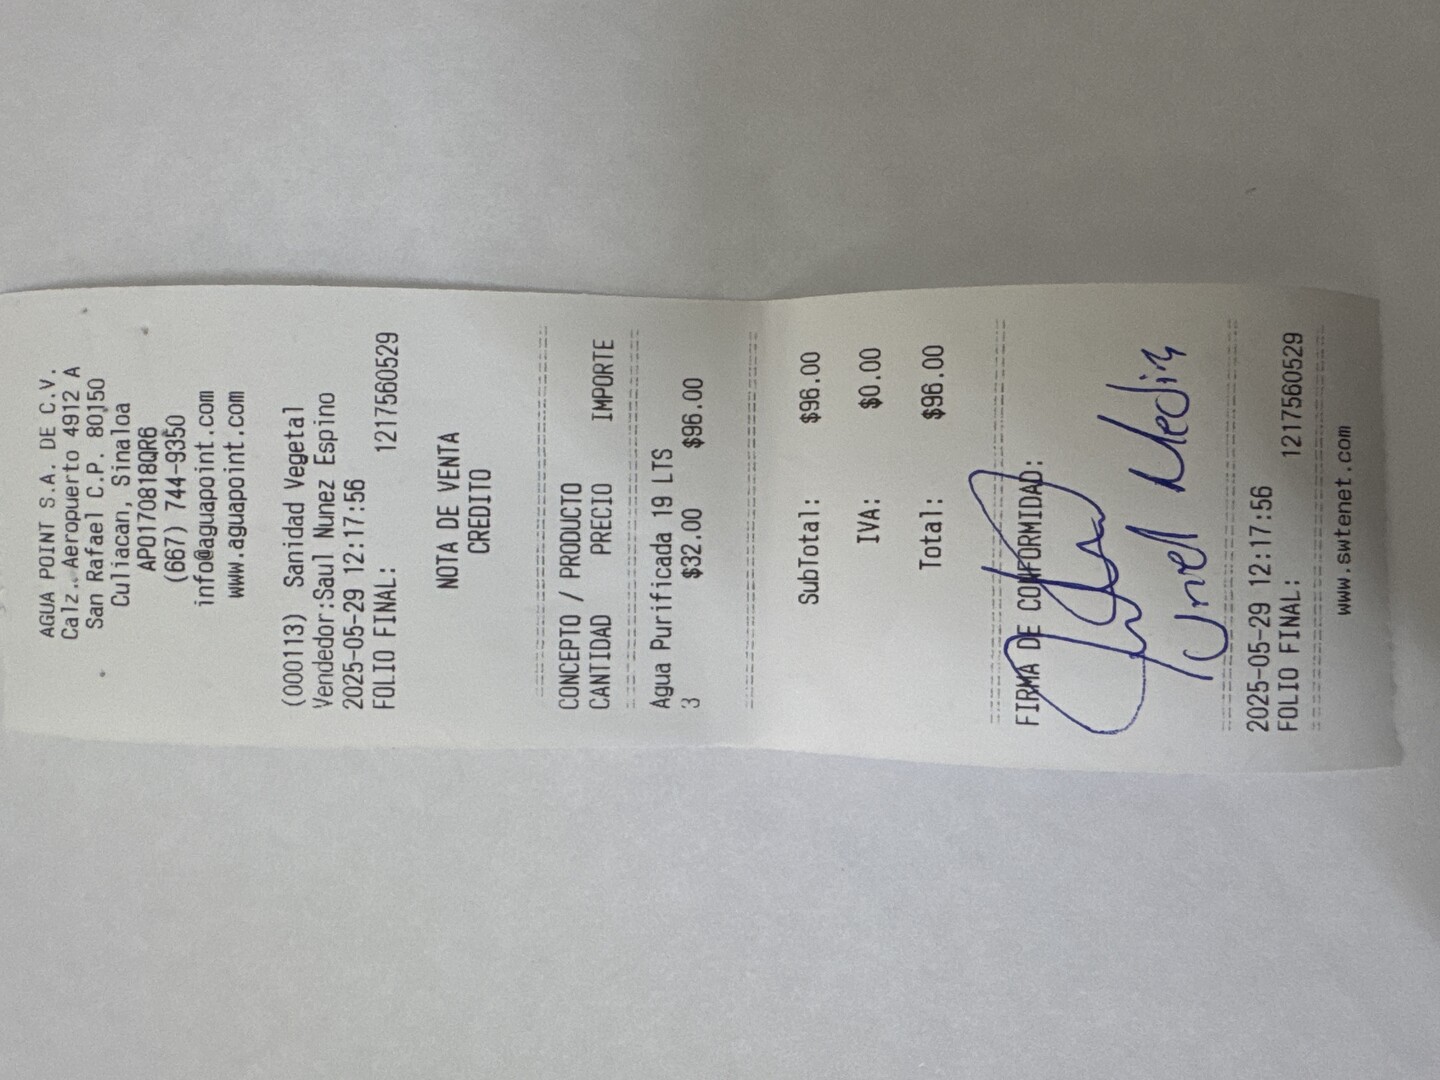 AGUA POINT S.A. DE C.V.
Calz. Aeropuerto 4912 A
San Rafael C.P. 80150
Culiacan, Sinaloa
APO170818QR6
(667) 744-9350
info@aguapoint.com
www.aguapoint.com
(000113) Sanidad Vegetal
Vendedor:Saul Nunez Espino
2025-05-29 12:17:56
FOLIO FINAL: 1217560529
NOTA DE VENTA
CREDITO
CONCEPTO / PRODUCTO
CANTIDAD PRECIO IMPORTE
Agua Purificada 19 LTS
3 $32.00 $96.00
SubTotal: $96.00
IVA: $0.00
Total: $96.00
FIRMA DE CONFORMIDAD:
2025-05-29 12:17:56
FOLIO FINAL: 1217560529
www.swtenet.com